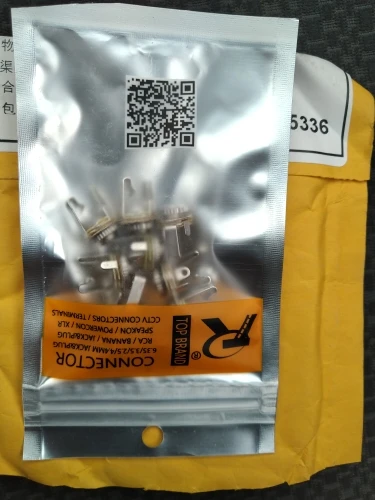 物
渠
合
包
5336
TOP BRAND
®
CONNECTOR
6.35/3.5/2.5/4.4MM JACK&PLUG
RCA / BANANA / JACK&PLUG
SPEAKON / POWERCON / XLR
CCTV CONNECTORS / TERMINALS